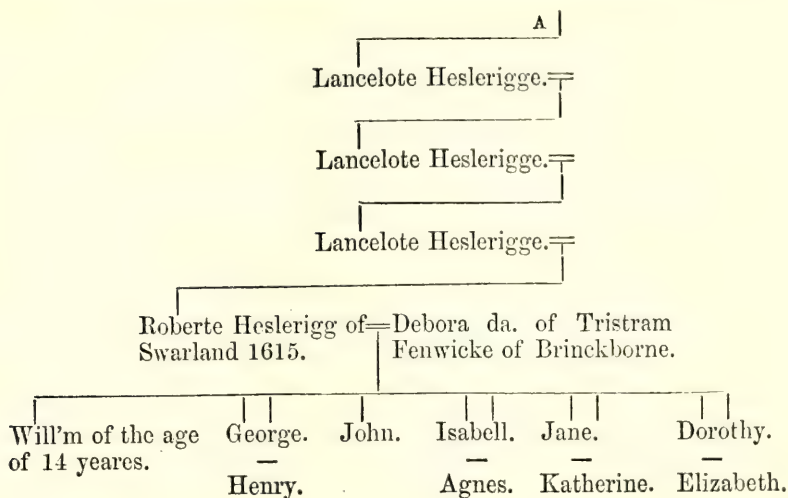 A
Lancelote Heslerigge.
Lancelote Heslerigge.
Lancelote Heslerigge.
Roberte Heslerigg of Debora da. of Tristram
Swarland 1615. Fenwicke of Brinckborne.
Will'm of the age George. John. Isabell. Jane. Dorothy.
of 14 yeares. — — — —
Henry. Agnes. Katherine. Elizabeth.